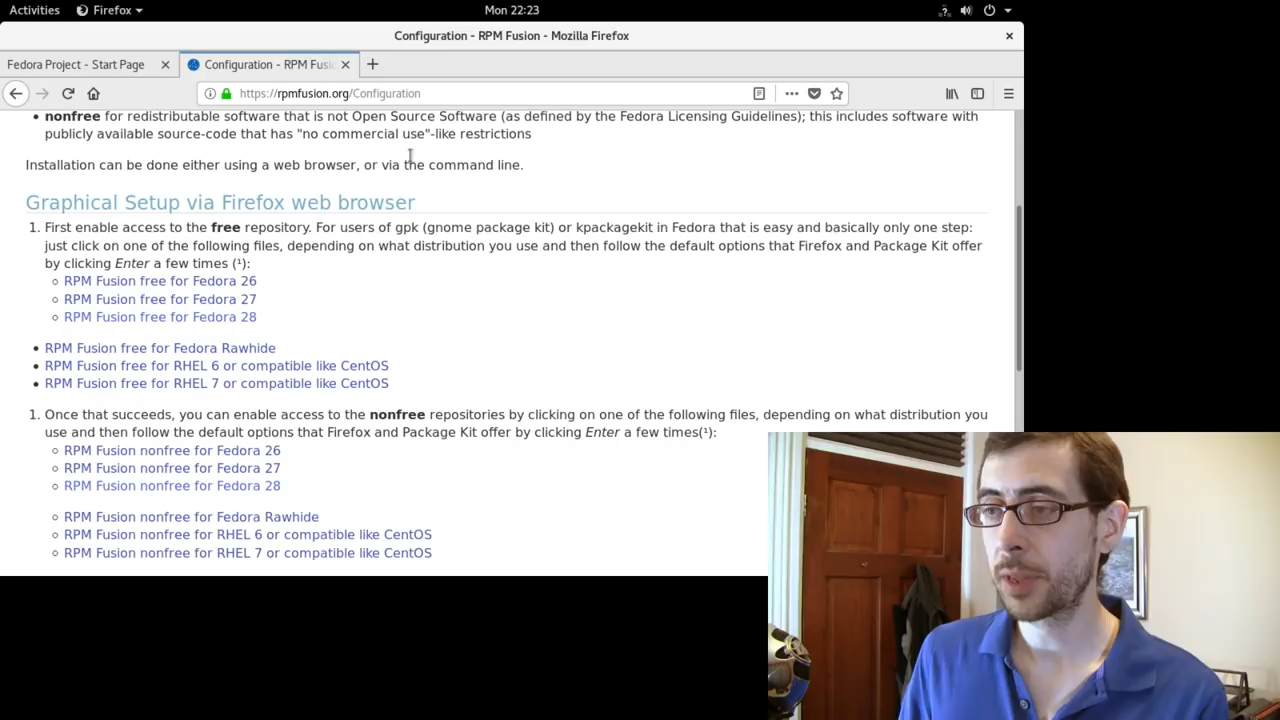 Activities Firefox Mon 22:23
Configuration - RPM Fusion - Mozilla Firefox
Fedora Project - Start Page Configuration - RPM Fusi
https://rpmfusion.org/Configuration
nonfree for redistributable software that is not Open Source Software (as defined by the Fedora Licensing Guidelines); this includes software with
publicly available source-code that has "no commercial use"-like restrictions
Installation can be done either using a web browser, or via the command line.
Graphical Setup via Firefox web browser
1. First enable access to the free repository. For users of gpk (gnome package kit) or kpackagekit in Fedora that is easy and basically only one step:
just click on one of the following files, depending on what distribution you use and then follow the default options that Firefox and Package Kit offer
by clicking Enter a few times (¹):
RPM Fusion free for Fedora 26
RPM Fusion free for Fedora 27
RPM Fusion free for Fedora 28
RPM Fusion free for Fedora Rawhide
RPM Fusion free for RHEL 6 or compatible like CentOS
RPM Fusion free for RHEL 7 or compatible like CentOS
1. Once that succeeds, you can enable access to the nonfree repositories by clicking on one of the following files, depending on what distribution you
use and then follow the default options that Firefox and Package Kit offer by clicking Enter a few times(¹):
RPM Fusion nonfree for Fedora 26
RPM Fusion nonfree for Fedora 27
RPM Fusion nonfree for Fedora 28
RPM Fusion nonfree for Fedora Rawhide
RPM Fusion nonfree for RHEL 6 or compatible like CentOS
RPM Fusion nonfree for RHEL 7 or compatible like CentOS